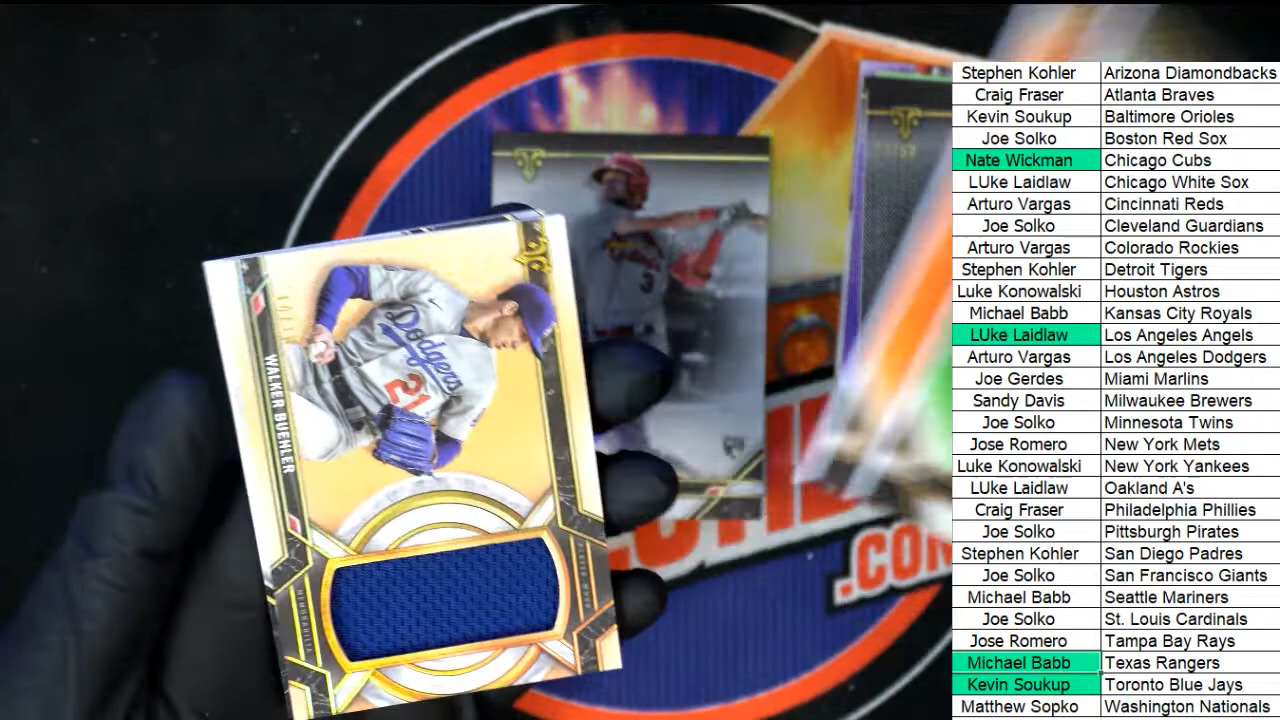 Dodgers
21
WALKER BUEHLER
3
.CON
Stephen Kohler Arizona Diamondbacks
Craig Fraser Atlanta Braves
Kevin Soukup Baltimore Orioles
Joe Solko Boston Red Sox
Nate Wickman Chicago Cubs
LUke Laidlaw Chicago White Sox
Arturo Vargas Cincinnati Reds
Joe Solko Cleveland Guardians
Arturo Vargas Colorado Rockies
Stephen Kohler Detroit Tigers
Luke Konowalski Houston Astros
Michael Babb Kansas City Royals
LUke Laidlaw Los Angeles Angels
Arturo Vargas Los Angeles Dodgers
Joe Gerdes Miami Marlins
Sandy Davis Milwaukee Brewers
Joe Solko Minnesota Twins
Jose Romero New York Mets
Luke Konowalski New York Yankees
LUke Laidlaw Oakland A's
Craig Fraser Philadelphia Phillies
Joe Solko Pittsburgh Pirates
Stephen Kohler San Diego Padres
Joe Solko San Francisco Giants
Michael Babb Seattle Mariners
Joe Solko St. Louis Cardinals
Jose Romero Tampa Bay Rays
Michael Babb Texas Rangers
Kevin Soukup Toronto Blue Jays
Matthew Sopko Washington Nationals